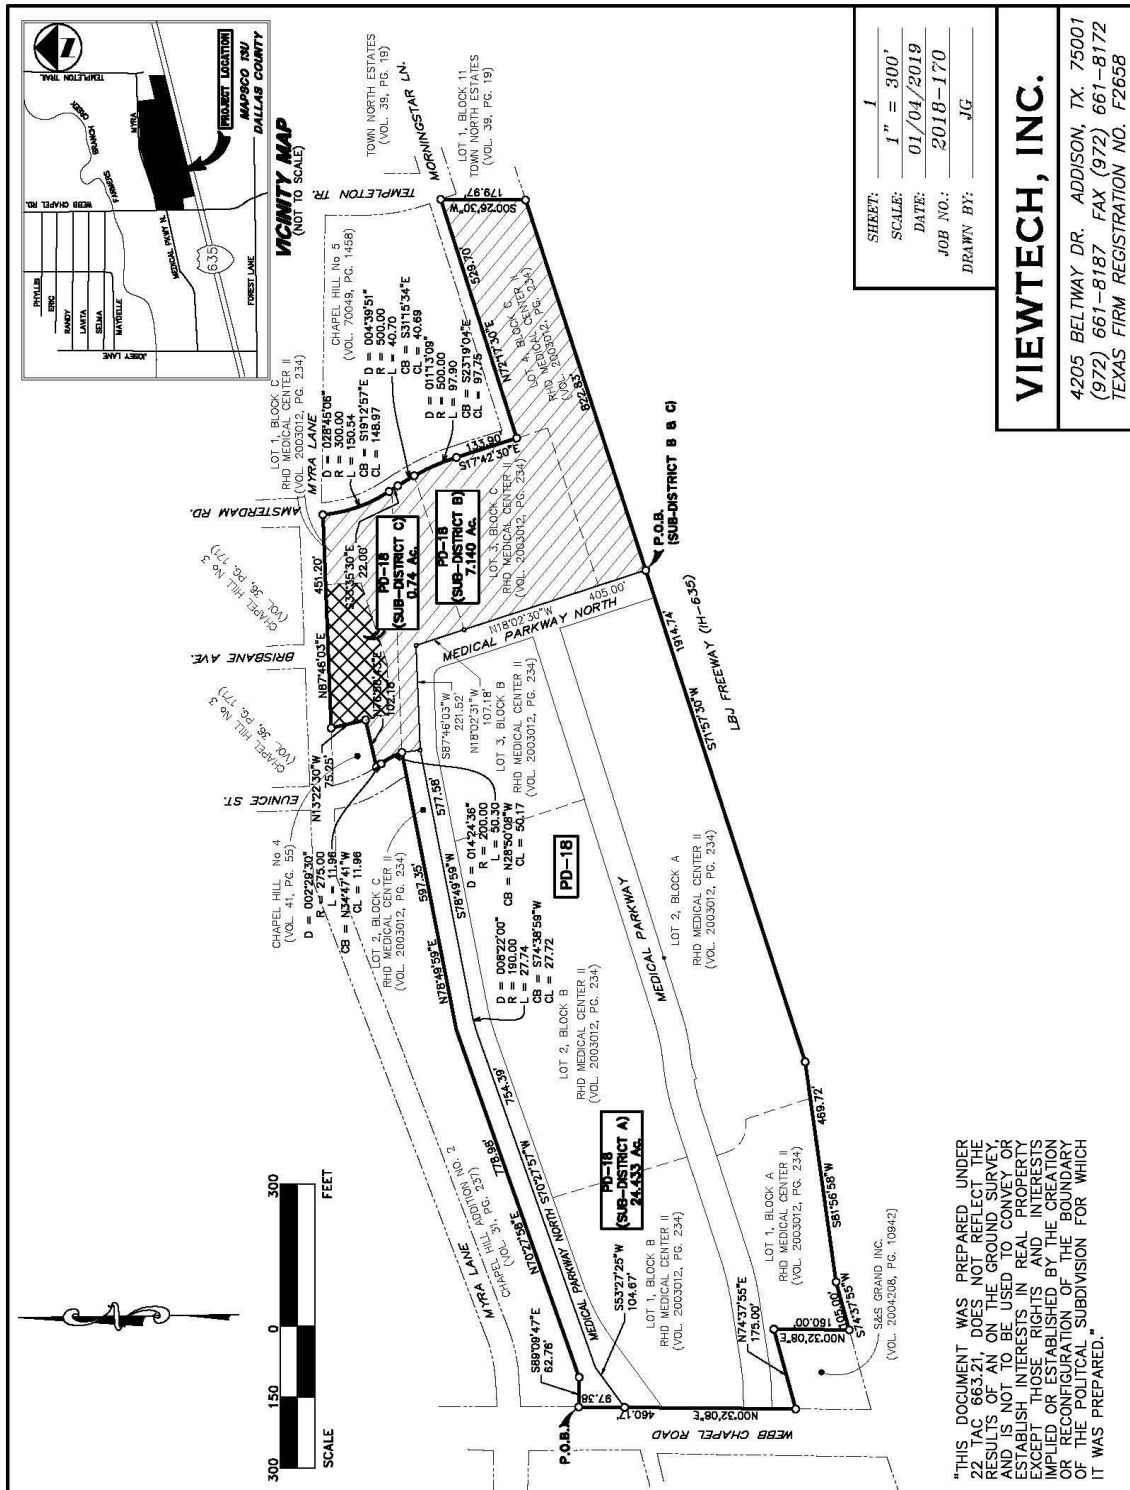 TEMPLETON TRAIL
MYRA
FARMERS
BRANCH
CREEK
WEBB CHAPEL RD.
MEDICAL PKWY N.
635
FOREST LANE
JOSEY LANE
PHYLLIS
ERIC
RANDY
LAVITA
SELMA
MAYDELLE
PROJECT LOCATION
MAPSCO 13U
DALLAS COUNTY
VICINITY MAP
(NOT TO SCALE)
TOWN NORTH ESTATES
(VOL. 39, PG. 19)
MORNINGSTAR LN.
LOT 1, BLOCK 11
TOWN NORTH ESTATES
(VOL. 39, PG. 19)
TEMPLETON TR.
179.97'
S00°26'30"W
CHAPEL HILL No 5
(VOL. 70049, PG. 1458)
529.70'
N72°17'30"E
LOT 4, BLOCK C
RHD MEDICAL CENTER II
(VOL. 2003012, PG. 234)
822.83'
D = 004°39'51"
R = 500.00
L = 40.70
CB = S31°15'34"E
CL = 40.69
D = 011°13'09"
R = 500.00
L = 97.90
CB = S23°19'04"E
CL = 97.75
LOT 1, BLOCK C
RHD MEDICAL CENTER II
(VOL. 2003012, PG. 234)
MYRA LANE
D = 028°45'06"
R = 300.00
L = 150.54
CB = S19°12'57"E
CL = 148.97
133.90'
S17°42'30"E
AMSTERDAM RD.
451.20'
N87°46'03"E
22.00'
PD-18
(SUB-DISTRICT C)
0.74 Ac.
PD-18
(SUB-DISTRICT B)
7.140 Ac.
LOT 3, BLOCK C
RHD MEDICAL CENTER II
(VOL. 2003012, PG. 234)
P.O.B.
(SUB-DISTRICT B & C)
CHAPEL HILL No 3
(VOL. 36, PG. 171)
BRISBANE AVE.
CHAPEL HILL No 3
(VOL. 36, PG. 171)
102.16'
N18°02'30"W
405.00'
MEDICAL PARKWAY NORTH
S87°46'03"W
221.52'
N18°02'31"W
107.18'
LOT 3, BLOCK B
RHD MEDICAL CENTER II
(VOL. 2003012, PG. 234)
1914.74'
S71°57'30"W
LBJ FREEWAY (IH-635)
EUNICE ST.
N13°22'30"W
75.25'
CHAPEL HILL No 4
(VOL. 41, PG. 55)
D = 002°29'30"
R = 275.00
L = 11.96
CB = N34°47'41"W
CL = 11.96
LOT 2, BLOCK C
RHD MEDICAL CENTER II
(VOL. 2003012, PG. 234)
597.35'
N78°49'59"E
577.58'
S78°49'59"W
D = 014°24'36"
R = 200.00
L = 50.30
CB = N28°50'08"W
CL = 50.17
D = 008°22'00"
R = 190.00
L = 27.74
CB = S74°38'59"W
CL = 27.72
PD-18
LOT 2, BLOCK A
RHD MEDICAL CENTER II
(VOL. 2003012, PG. 234)
MEDICAL PARKWAY
LOT 2, BLOCK B
RHD MEDICAL CENTER II
(VOL. 2003012, PG. 234)
754.39'
778.98'
N70°27'58"E
MEDICAL PARKWAY NORTH S70°27'57"W
MYRA LANE
CHAPEL HILL ADDITION NO. 2
(VOL. 31, PG. 237)
PD-18
(SUB-DISTRICT A)
24.433 Ac.
S53°27'25"W
104.67'
LOT 1, BLOCK B
RHD MEDICAL CENTER II
(VOL. 2003012, PG. 234)
S89°09'47"E
62.76'
97.38
P.O.B.
460.17'
N00°32'08"E
WEBB CHAPEL ROAD
N74°37'55"E
175.00'
LOT 1, BLOCK A
RHD MEDICAL CENTER II
(VOL. 2003012, PG. 234)
N00°32'08"E
160.00'
105.00'
S74°37'55"W
S81°56'58"W
469.72'
S&S GRAND INC.
(VOL. 2004208, PG. 10942)
300 150 0 300
SCALE FEET
SHEET: 1
SCALE: 1" = 300'
DATE: 01/04/2019
JOB NO.: 2018-170
DRAWN BY: JG
VIEWTECH, INC.
4205 BELTWAY DR. ADDISON, TX. 75001
(972) 661-8187 FAX (972) 661-8172
TEXAS FIRM REGISTRATION NO. F2658
"THIS DOCUMENT WAS PREPARED UNDER
22 TAC 663.21, DOES NOT REFLECT THE
RESULTS OF AN ON THE GROUND SURVEY,
AND IS NOT TO BE USED TO CONVEY OR
ESTABLISH INTERESTS IN REAL PROPERTY
EXCEPT THOSE RIGHTS AND INTERESTS
IMPLIED OR ESTABLISHED BY THE CREATION
OR RECONFIGURATION OF THE BOUNDARY
OF THE POLITCAL SUBDIVISION FOR WHICH
IT WAS PREPARED."